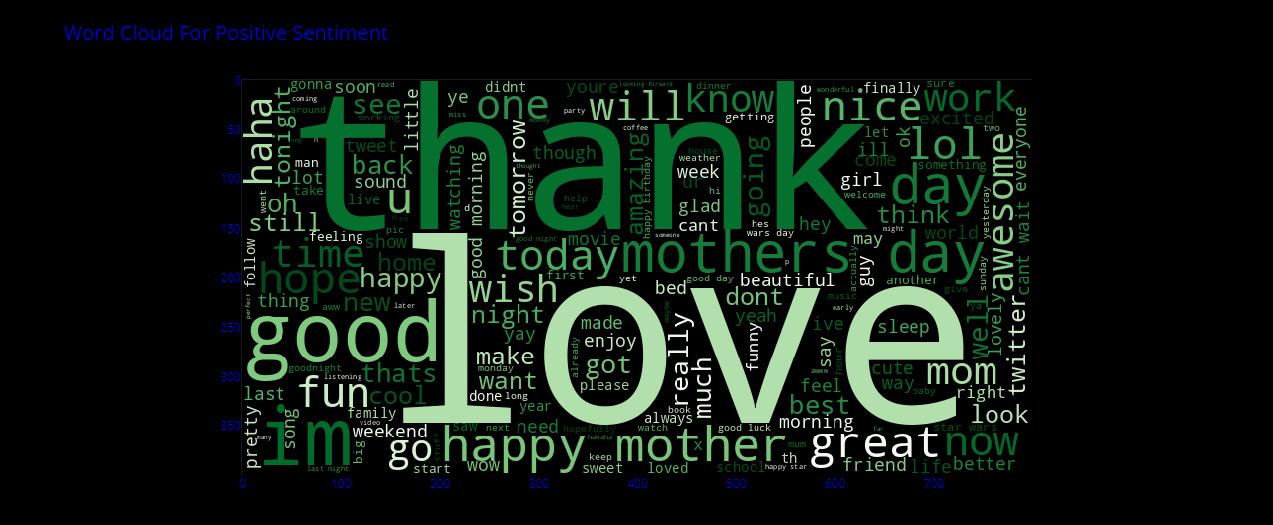 Word Cloud For Positive Sentiment
0
50
100
150
200
250
300
350
0 100 200 300 400 500 600 700
thank
love
good
im
day
day
mothers
today
happy mother
great
now
mom
fun
go
hope
time
wish
will
know
nice
work
one
lol
awesome
haha
tonight
gonna
soon
read
coming
around
see
working
little
ye
miss
didnt
party
youre
looking forward
dinner
getting
people
wonderful
finally
sure
excited
two
let
ok
ill
come
something
cant wait everyone
man
tweet
back
lot
take
sound
live
u
went
oh
still
feeling
pic
free
show
home
happy
follow
thing
new
later
aww
perfect
watching
good morning
tomorrow
though
thought
never
help
hear
good night
movie
first
yet
coffee
amazing
happy birthday
house
weather
week
ur
hi
glad
cant
someone
going
hes
wars day
girl
welcome
hey
think
might
world
yesterday
sunday
may
guy
actually
another
give
good day
beautiful
p
bed
dont
music
early
yeah
ive
ya
well
lovely
twitter
night
yay
made
maybe
enjoy
got
already
please
make
monday
want
done
long
year
really
much
funny
say
hour
sleep
cute
way
baby
feel
awww
best
right
look
goodnight
listening
thats
cool
last
pretty
many
song
family
video
weekend
big
last night
stuff
start
saw
next
need
hopefully
hahaha
wow
keep
sweet
watch
always
book
loved
x
good luck
school
mum
th
happy star
morning
far
star wars
friend
life
better
d
n